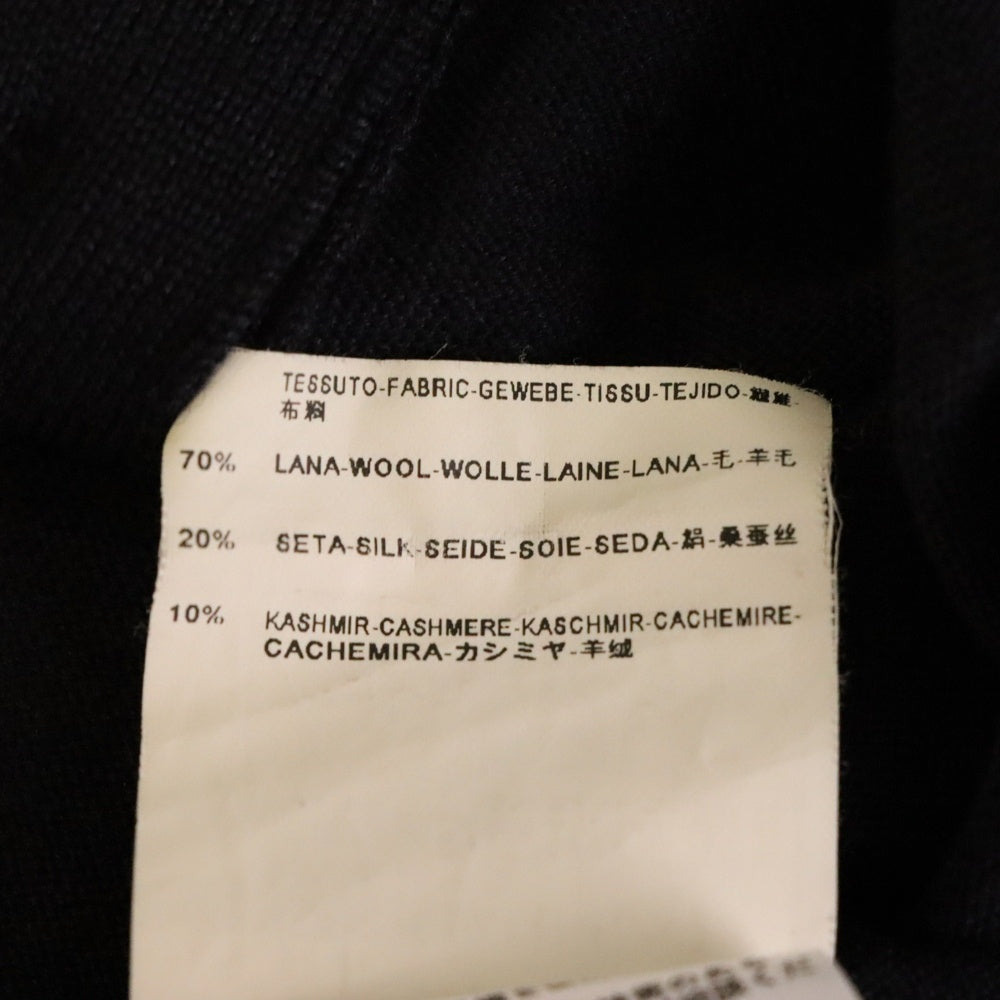 TESSUTO-FABRIC-GEWEBE-TISSU-TEJIDO-繊維-
布料
70% LANA-WOOL-WOLLE-LAINE-LANA-毛-羊毛
20% SETA-SILK-SEIDE-SOIE-SEDA-絹-桑蚕丝
10% KASHMIR-CASHMERE-KASCHMIR-CACHEMIRE-
CACHEMIRA-カシミヤ-羊绒